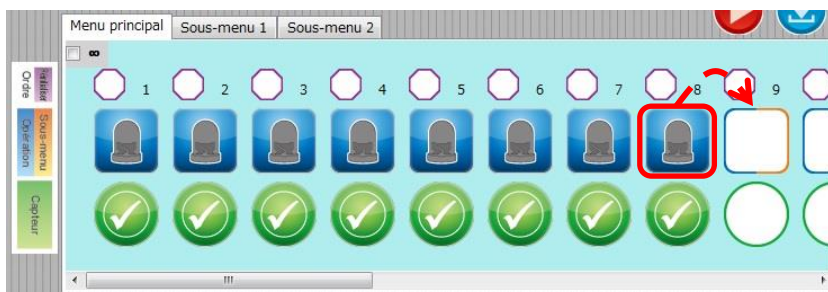 Menu principal
Sous-menu 1
Sous-menu 2
∞
1 2 3 4 5 6 7 8 9
Ordre
Sous-menu
Opération
Capteur